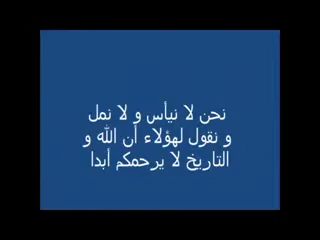 نحن لا نيأس و لا نمل
و نقول لهؤلاء أن الله و
التاريخ لا يرحمكم أبدا